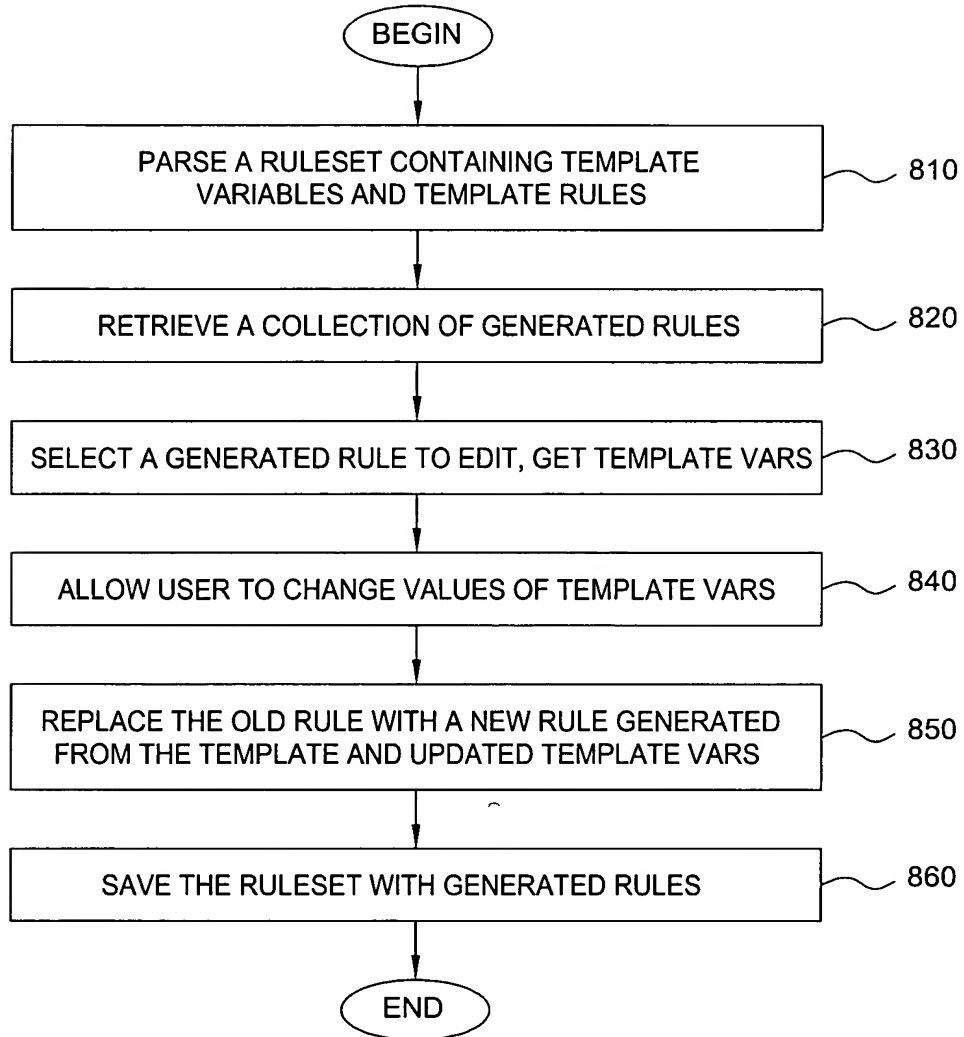 BEGIN
PARSE A RULESET CONTAINING TEMPLATE
VARIABLES AND TEMPLATE RULES
810
RETRIEVE A COLLECTION OF GENERATED RULES
820
SELECT A GENERATED RULE TO EDIT, GET TEMPLATE VARS
830
ALLOW USER TO CHANGE VALUES OF TEMPLATE VARS
840
REPLACE THE OLD RULE WITH A NEW RULE GENERATED
FROM THE TEMPLATE AND UPDATED TEMPLATE VARS
850
SAVE THE RULESET WITH GENERATED RULES
860
END